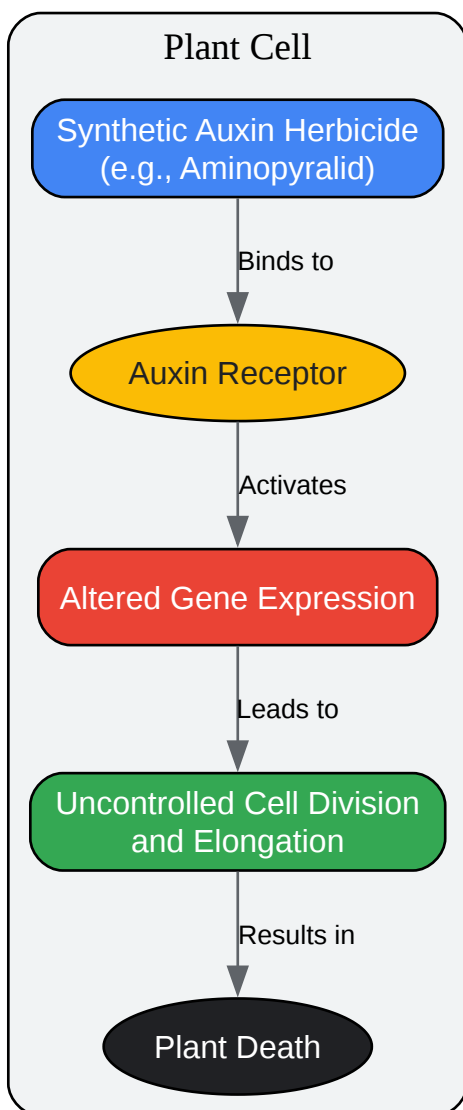 Plant Cell
Synthetic Auxin Herbicide
(e.g., Aminopyralid)
Binds to
Auxin Receptor
Activates
Altered Gene Expression
Leads to
Uncontrolled Cell Division
and Elongation
Results in
Plant Death